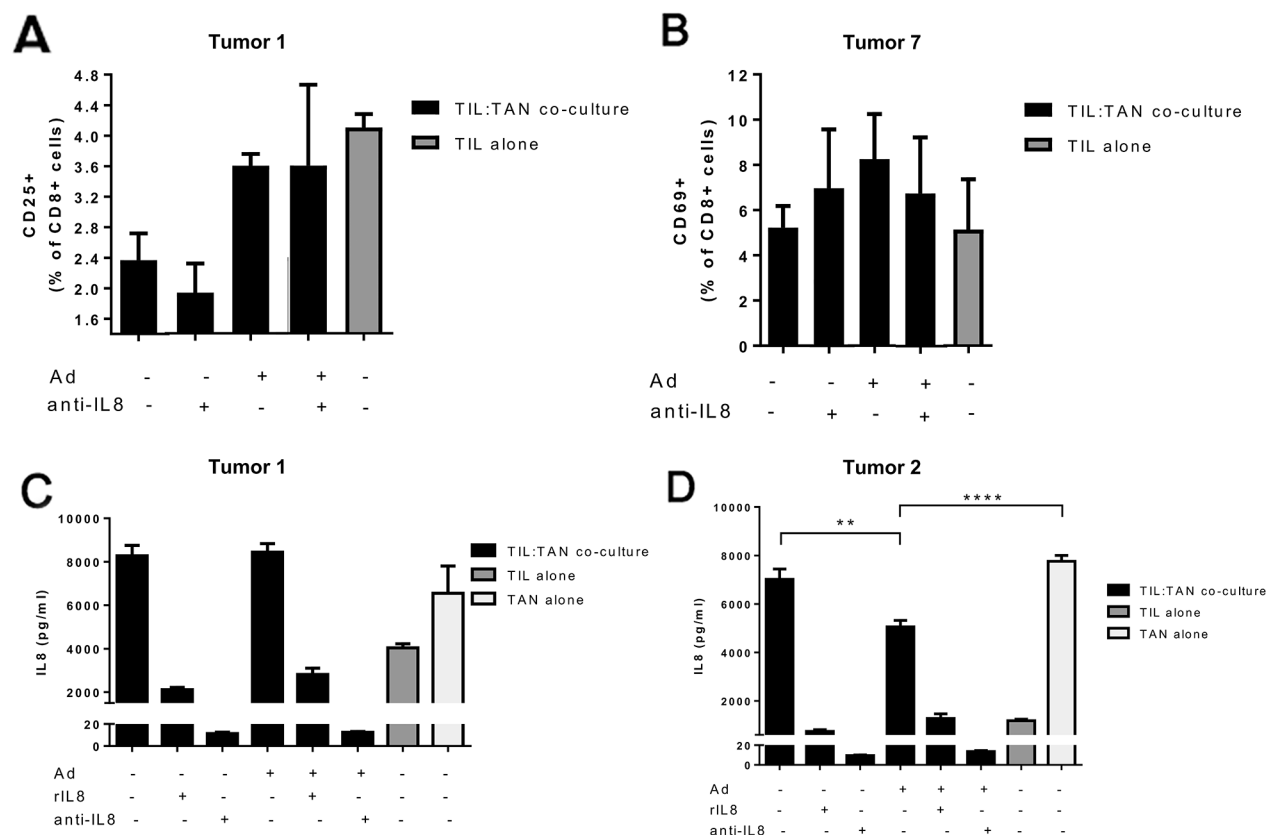 A
Tumor 1
CD25+
(% of CD8+ cells)
4.8
4.4
4.0
3.6
3.2
2.8
2.4
2.0
1.6
TIL:TAN co-culture
TIL alone
Ad - - + + -
anti-IL8 - + - + -
B
Tumor 7
CD69+
(% of CD8+ cells)
12
10
8
6
4
2
0
TIL:TAN co-culture
TIL alone
Ad - - + + -
anti-IL8 - + - + -
C
Tumor 1
IL8 (pg/ml)
10000
8000
6000
4000
2000
20
0
TIL:TAN co-culture
TIL alone
TAN alone
Ad - - - + + + - -
rIL8 - + - - + - - -
anti-IL8 - - + - - + - -
D
Tumor 2
IL8 (pg/ml)
10000
8000
6000
4000
2000
20
0
**
****
TIL:TAN co-culture
TIL alone
TAN alone
Ad - - - + + + - -
rIL8 - + - - + - - -
anti-IL8 - - + - - + - -